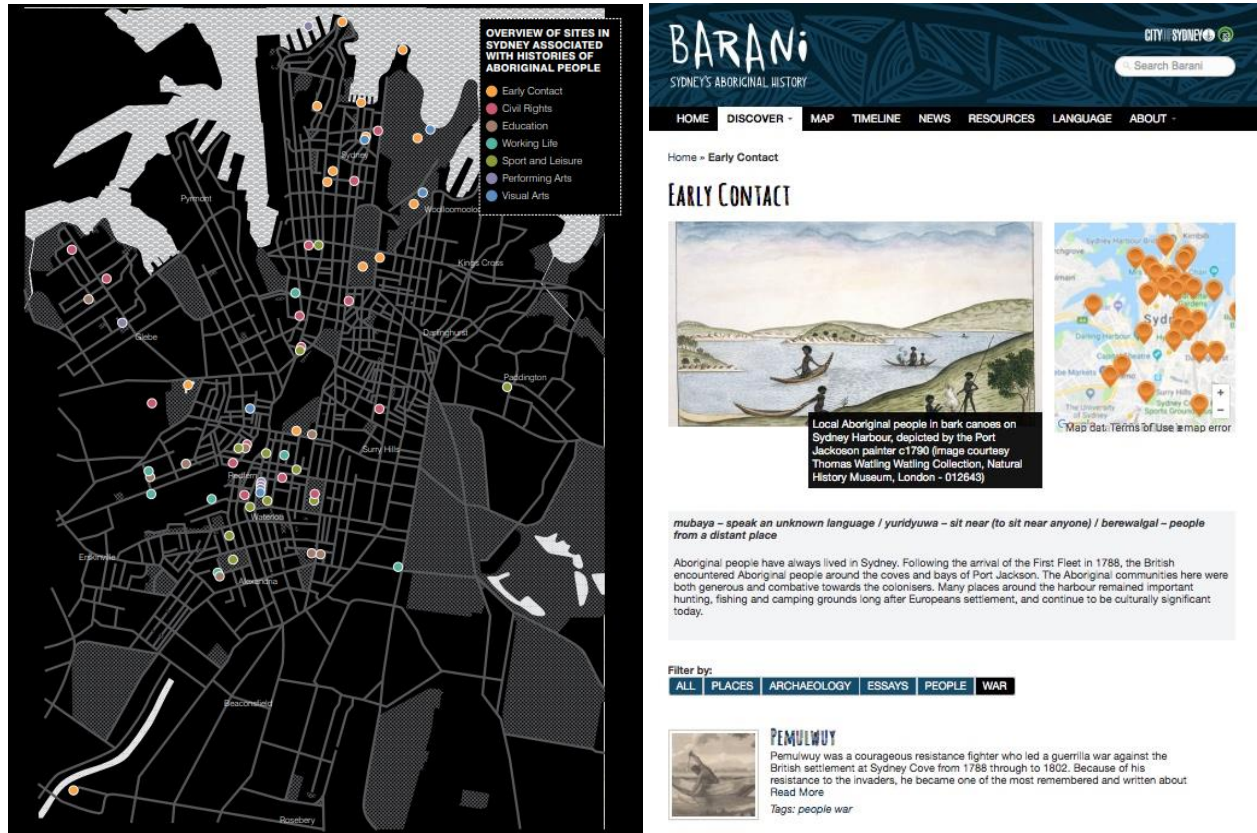 OVERVIEW OF SITES IN
SYDNEY ASSOCIATED
WITH HISTORIES OF
ABORIGINAL PEOPLE
Early Contact
Civil Rights
Education
Working Life
Sport and Leisure
Performing Arts
Visual Arts
Sydney
Pyrmont
Kings Cross
Glebe
Darlinghurst
Paddington
Surry Hills
Redfern
Waterloo
Erskinville
Alexandria
Beaconsfield
Rosebery
BARANi
SYDNEY'S ABORIGINAL HISTORY
CITY OF SYDNEY
Search Barani
HOME DISCOVER MAP TIMELINE NEWS RESOURCES LANGUAGE ABOUT
Home » Early Contact
EARLY CONTACT
Local Aboriginal people in bark canoes on
Sydney Harbour, depicted by the Port
Jackoson painter c1790 (image courtesy
Thomas Watling Watling Collection, Natural
History Museum, London - 012643)
mubaya – speak an unknown language / yuridyuwa – sit near (to sit near anyone) / berewalgal – people
from a distant place
Aboriginal people have always lived in Sydney. Following the arrival of the First Fleet in 1788, the British
encountered Aboriginal people around the coves and bays of Port Jackson. The Aboriginal communities here were
both generous and combative towards the colonisers. Many places around the harbour remained important
hunting, fishing and camping grounds long after Europeans settlement, and continue to be culturally significant
today.
Filter by:
ALL PLACES ARCHAEOLOGY ESSAYS PEOPLE WAR
PEMULWUY
Pemulwuy was a courageous resistance fighter who led a guerrilla war against the
British settlement at Sydney Cove from 1788 through to 1802. Because of his
resistance to the invaders, he became one of the most remembered and written about
Read More
Tags: people war